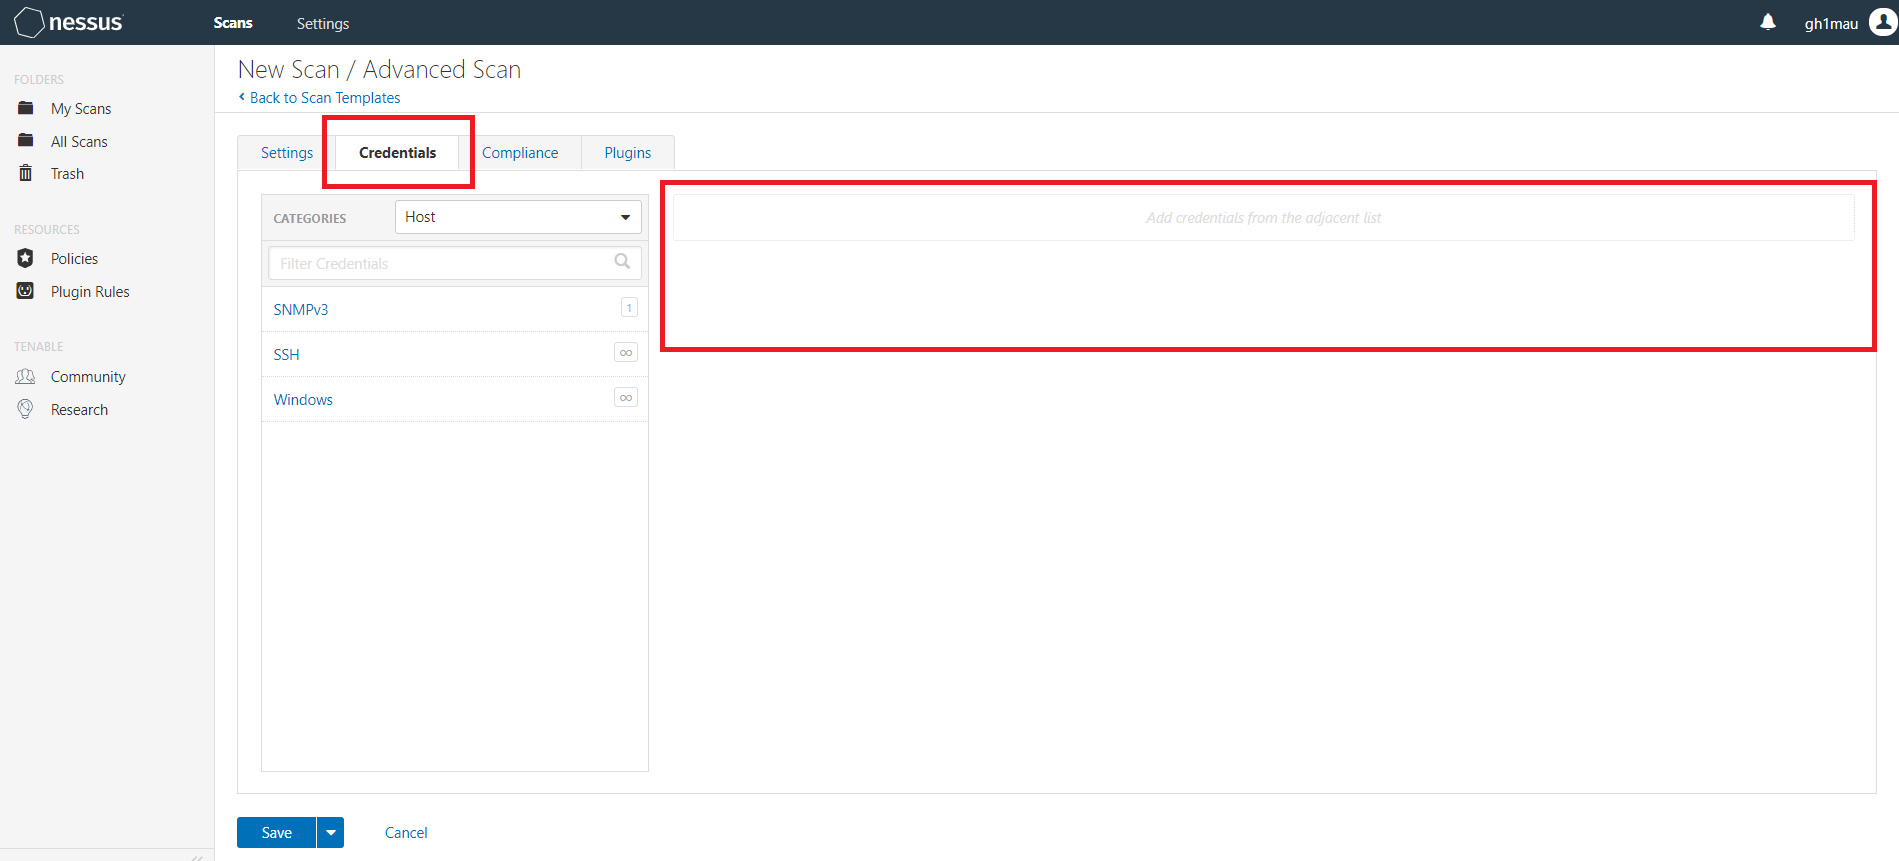 nessus
Scans
Settings
gh1mau
FOLDERS
My Scans
All Scans
Trash
RESOURCES
Policies
Plugin Rules
TENABLE
Community
Research
New Scan / Advanced Scan
Back to Scan Templates
Settings
Credentials
Compliance
Plugins
CATEGORIES
Host
Filter Credentials
SNMPv3
1
SSH
∞
Windows
∞
Add credentials from the adjacent list
Save
Cancel